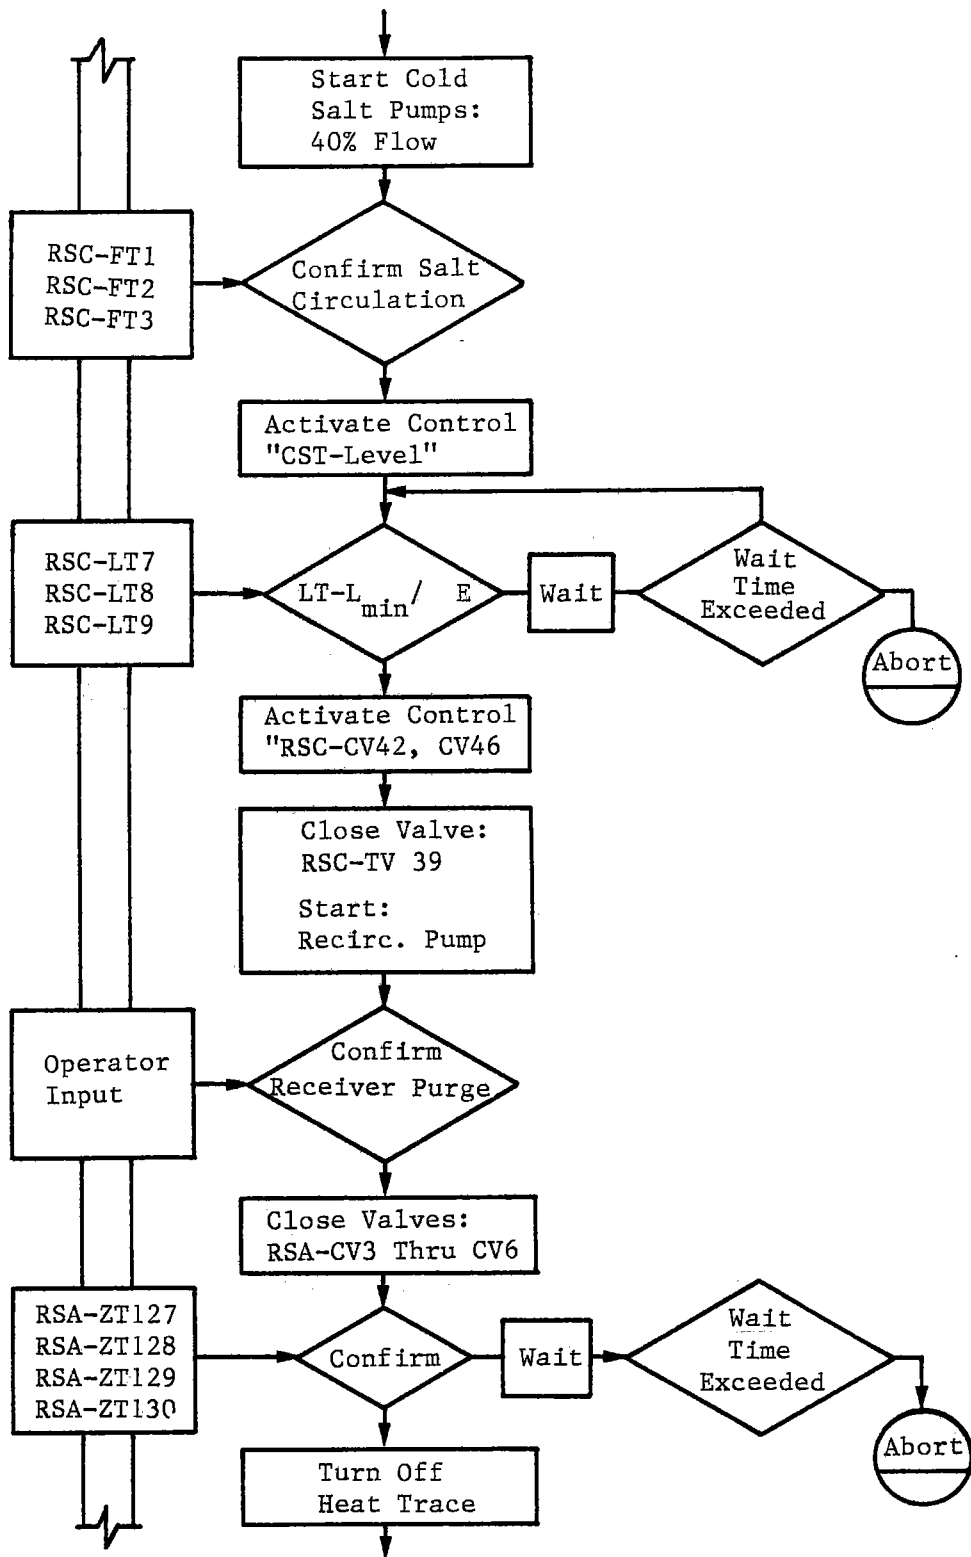 Start Cold
Salt Pumps:
40% Flow
RSC-FT1
RSC-FT2
RSC-FT3
Confirm Salt
Circulation
Activate Control
"CST-Level"
RSC-LT7
RSC-LT8
RSC-LT9
LT-Lmin/ E
Wait
Wait
Time
Exceeded
Abort
Activate Control
"RSC-CV42, CV46
Close Valve:
RSC-TV 39
Start:
Recirc. Pump
Operator
Input
Confirm
Receiver Purge
Close Valves:
RSA-CV3 Thru CV6
RSA-ZT127
RSA-ZT128
RSA-ZT129
RSA-ZT130
Confirm
Wait
Wait
Time
Exceeded
Abort
Turn Off
Heat Trace